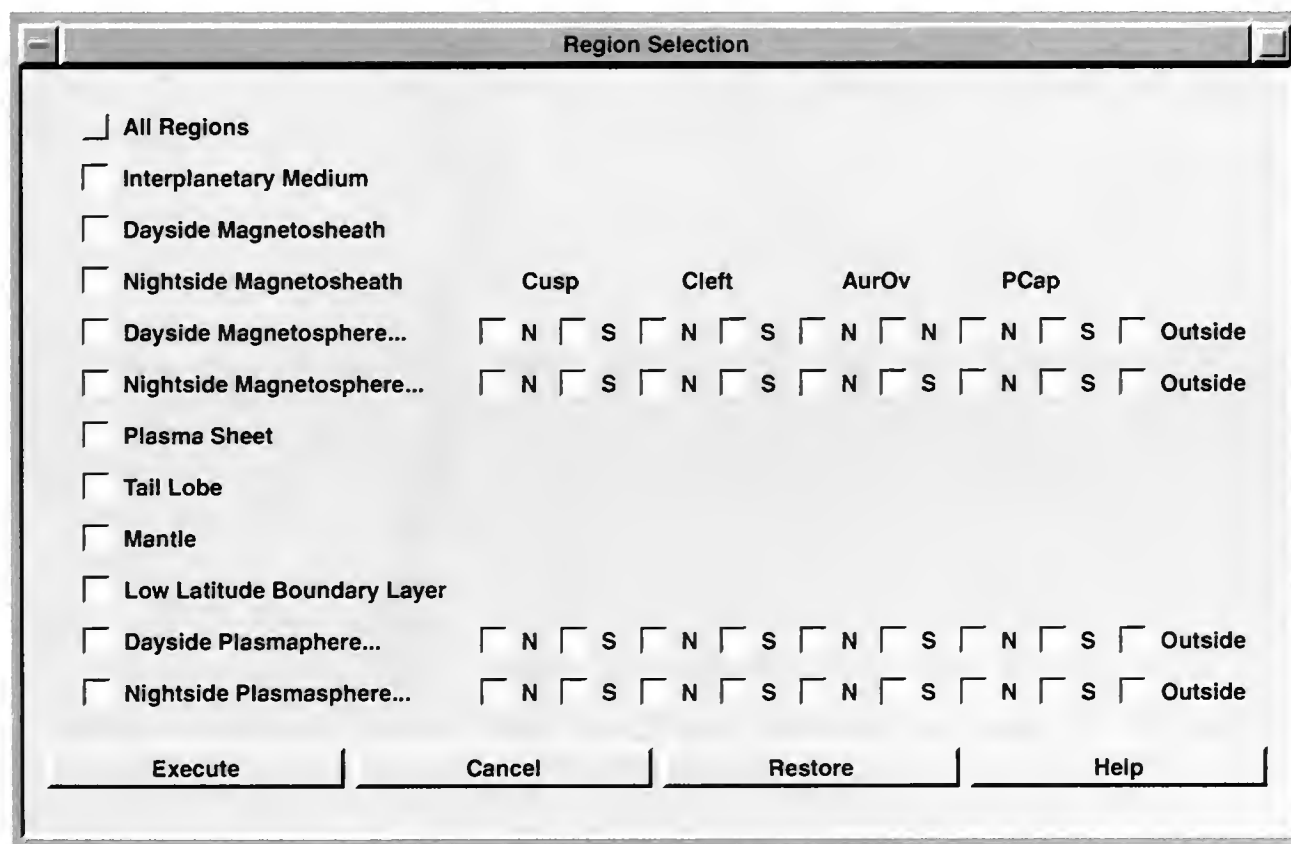 Region Selection
All Regions
Interplanetary Medium
Dayside Magnetosheath
Nightside Magnetosheath Cusp Cleft AurOv PCap
Dayside Magnetosphere... N S N S N N N S Outside
Nightside Magnetosphere... N S N S N S N S Outside
Plasma Sheet
Tail Lobe
Mantle
Low Latitude Boundary Layer
Dayside Plasmaphere... N S N S N S N S Outside
Nightside Plasmasphere... N S N S N S N S Outside
Execute Cancel Restore Help